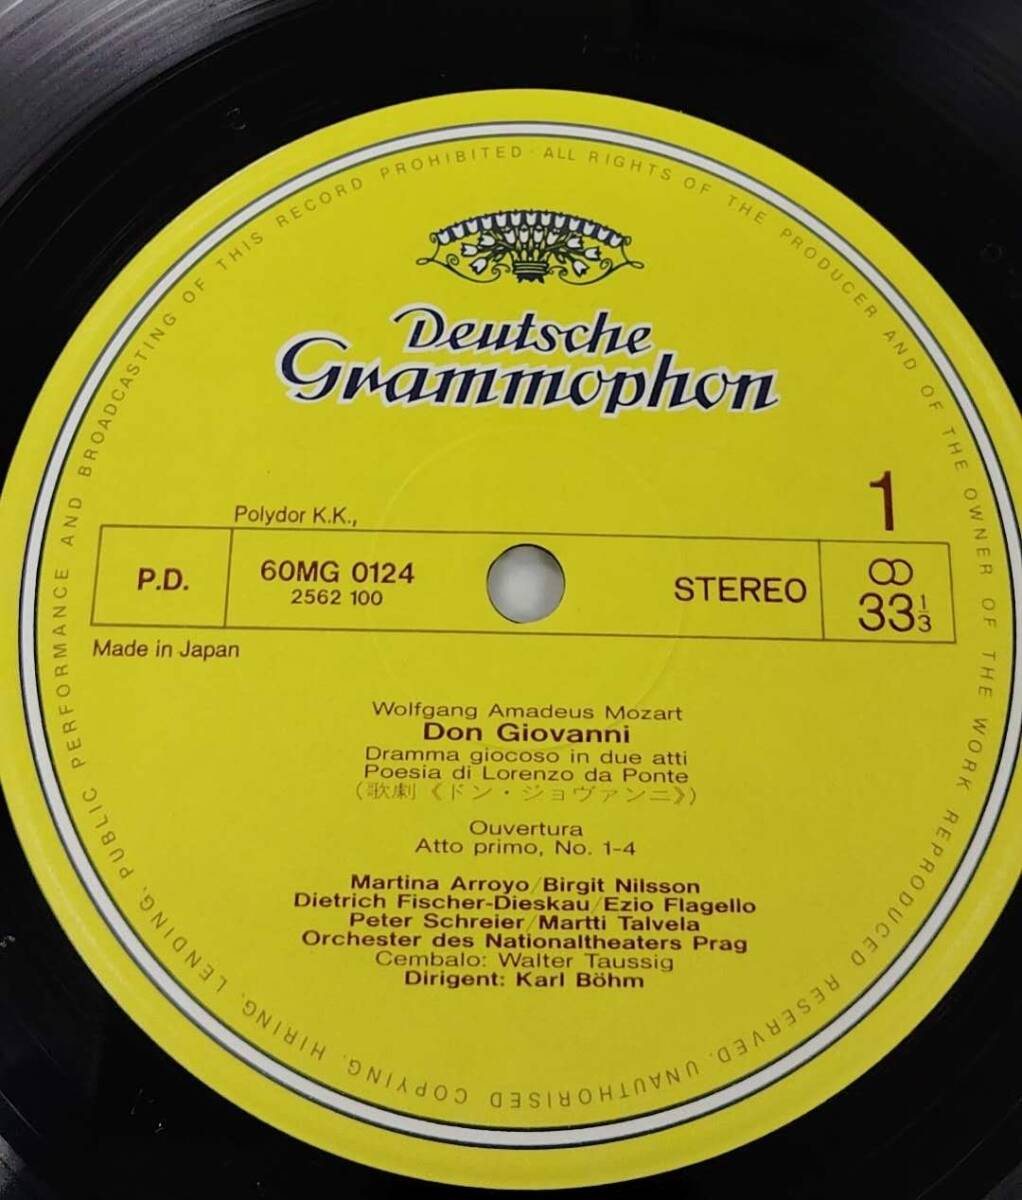 PUBLIC PERFORMANCE AND BROADCASTING OF THIS RECORD PROHIBITED · ALL RIGHTS OF THE PRODUCER AND OF THE OWNER OF THE WORK REPRODUCED RESERVED. UNAUTHORISED COPYING, HIRING, LENDING,
Deutsche
Grammophon
1
Polydor K.K.,
P.D.
60MG 0124
2562 100
STEREO
33 1/3
Made in Japan
Wolfgang Amadeus Mozart
Don Giovanni
Dramma giocoso in due atti
Poesia di Lorenzo da Ponte
(歌劇《ドン・ジョヴァンニ》)
Ouvertura
Atto primo, No. 1-4
Martina Arroyo/Birgit Nilsson
Dietrich Fischer-Dieskau/Ezio Flagello
Peter Schreier/Martti Talvela
Orchester des Nationaltheaters Prag
Cembalo: Walter Taussig
Dirigent: Karl Böhm